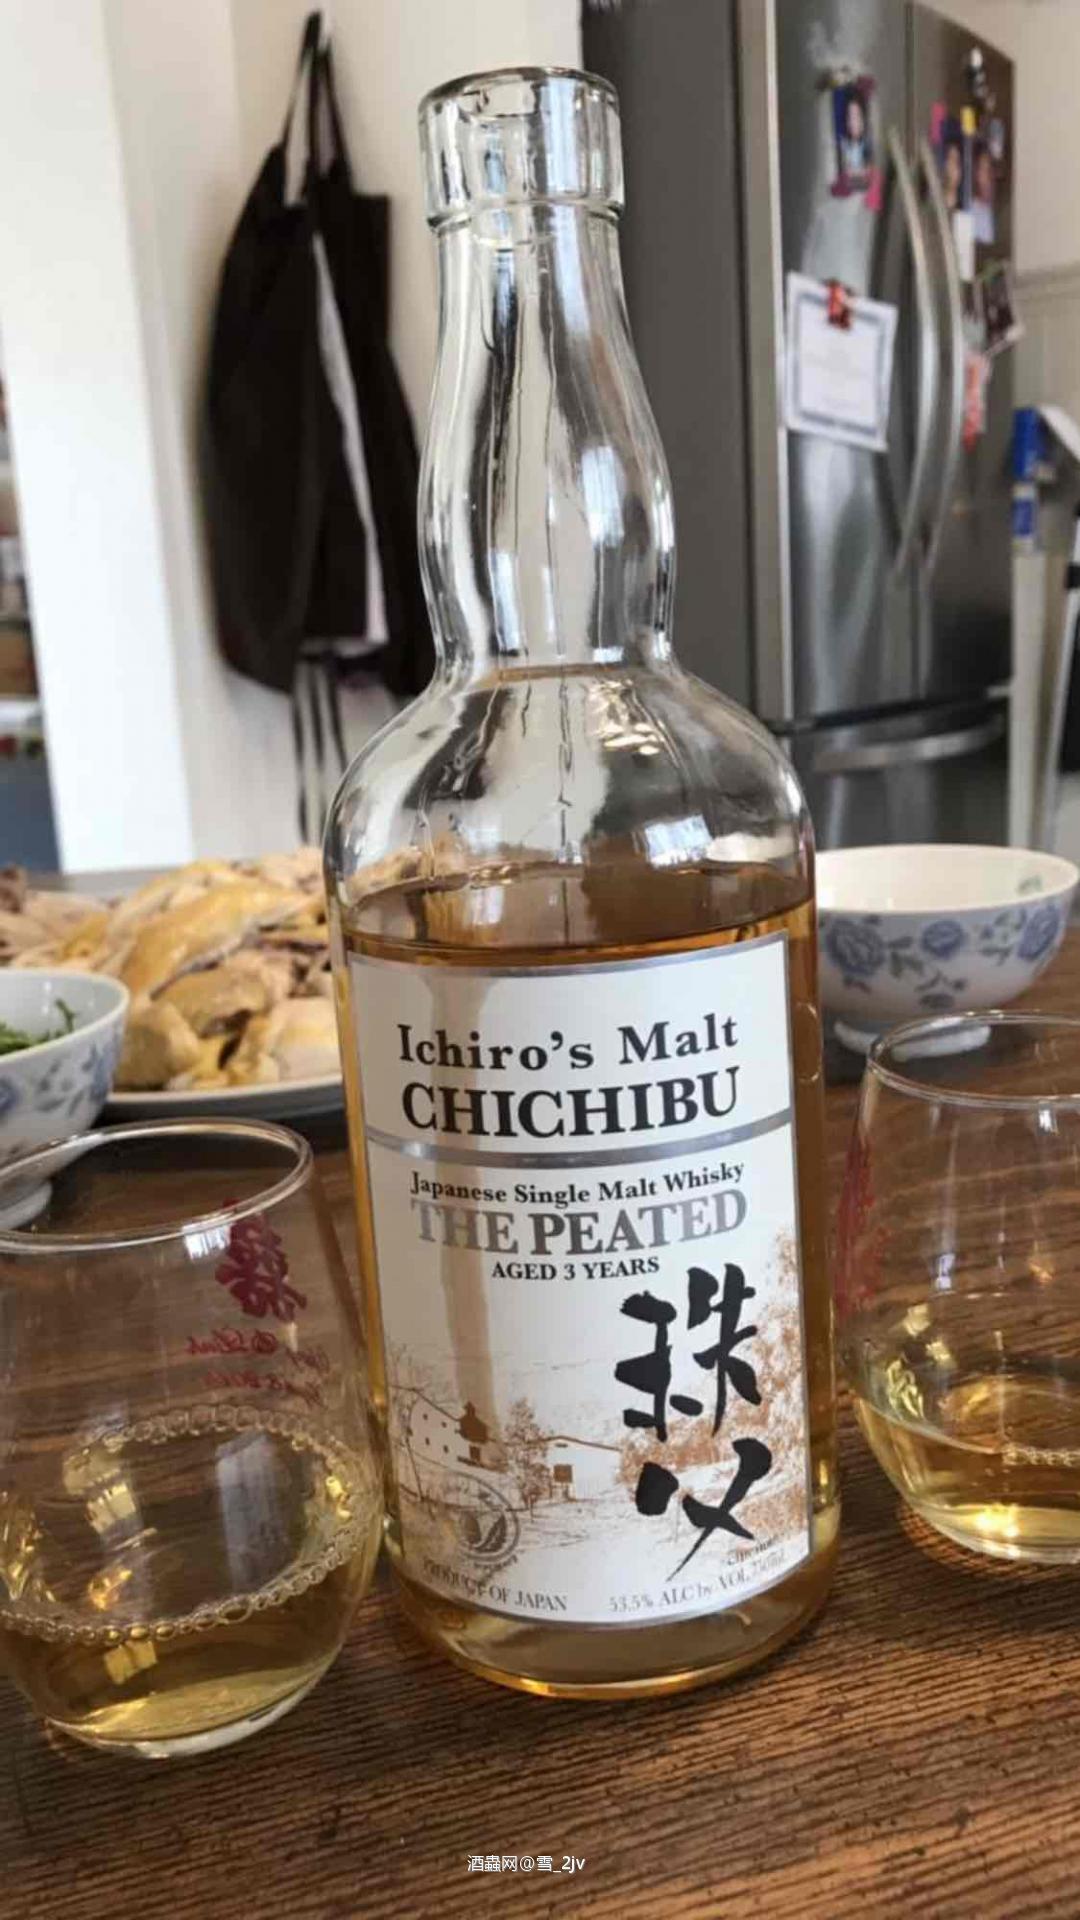 Ichiro's Malt
CHICHIBU
Japanese Single Malt Whisky
THE PEATED
AGED 3 YEARS
秩父
PRODUCT OF JAPAN 53.5% ALC by. VOL.
酒蟲网@雪_2jv